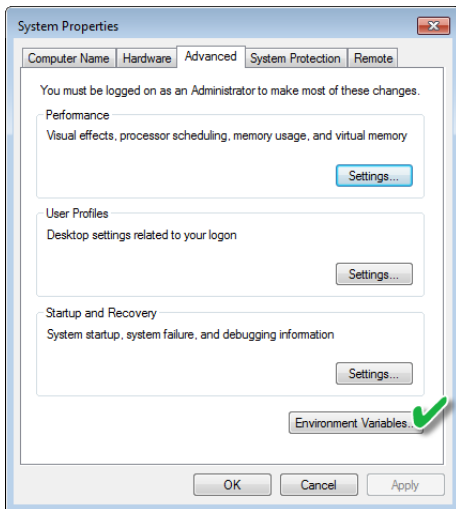 System Properties
Computer Name Hardware Advanced System Protection Remote
You must be logged on as an Administrator to make most of these changes.
Performance
Visual effects, processor scheduling, memory usage, and virtual memory
Settings...
User Profiles
Desktop settings related to your logon
Settings...
Startup and Recovery
System startup, system failure, and debugging information
Settings...
Environment Variables...
OK Cancel Apply